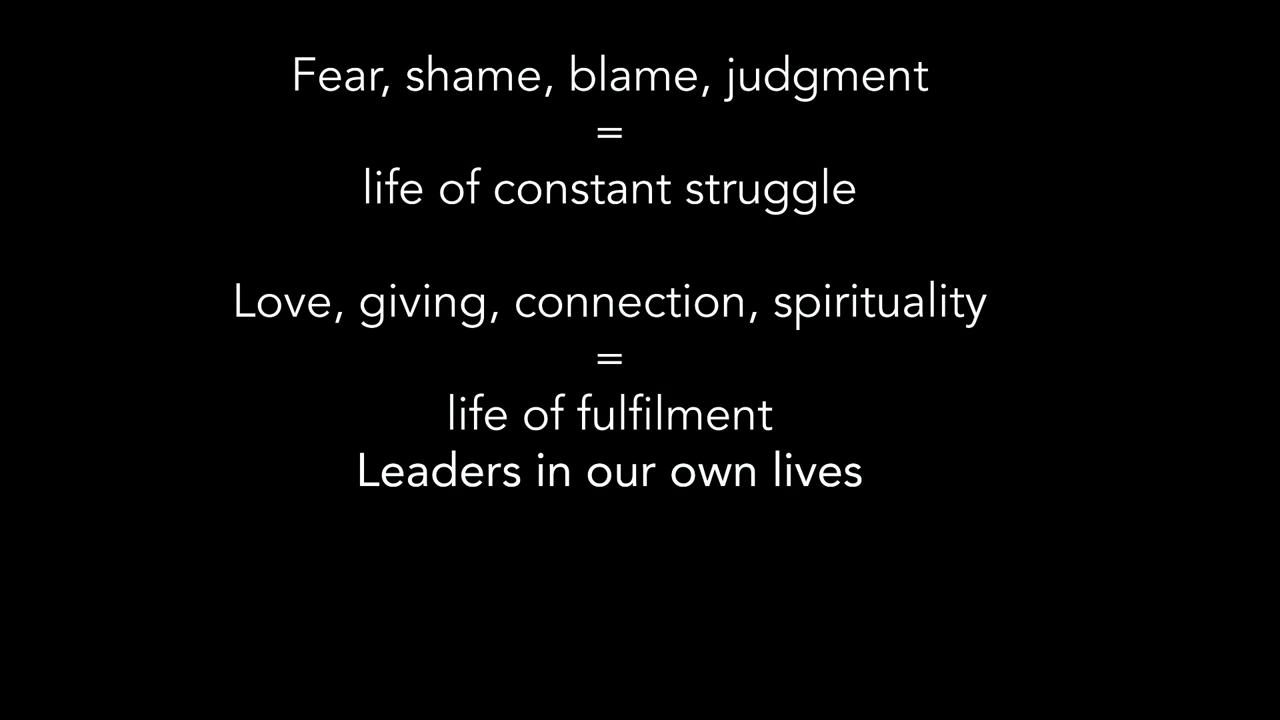 Fear, shame, blame, judgment
=
life of constant struggle
Love, giving, connection, spirituality
=
life of fulfilment
Leaders in our own lives